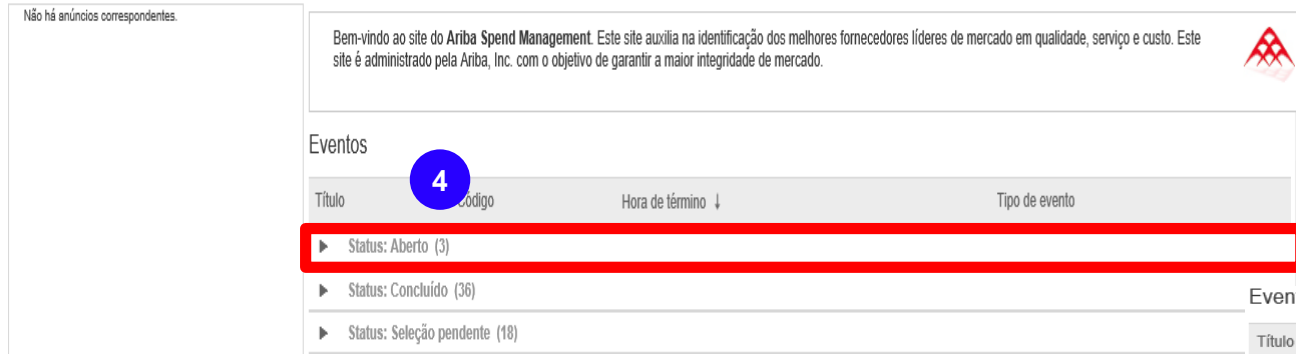 Não há anúncios correspondentes.
Bem-vindo ao site do Ariba Spend Management. Este site auxilia na identificação dos melhores fornecedores líderes de mercado em qualidade, serviço e custo. Este
site é administrado pela Ariba, Inc. com o objetivo de garantir a maior integridade de mercado.
Eventos
4
Título ódigo Hora de término ↓ Tipo de evento
Status: Aberto (3)
Status: Concluído (36)
Even
Status: Seleção pendente (18)
Título